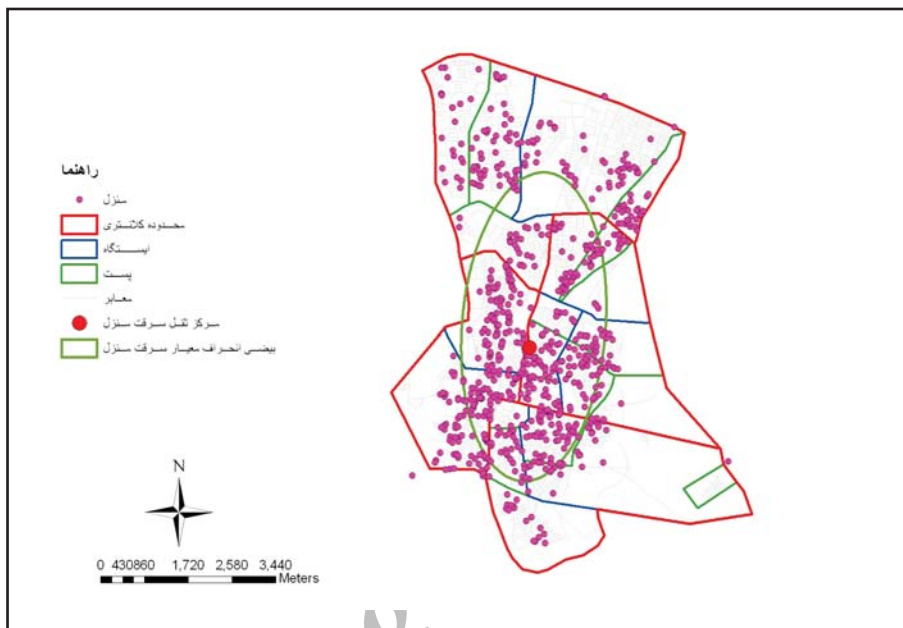 راهنما
منزل
محدوده کلانتری
ایستگاه
پست
معابر
مرکز ثقل سرقت منزل
بیضی انحراف معیار سرقت منزل
N
0 430860 1,720 2,580 3,440
Meters